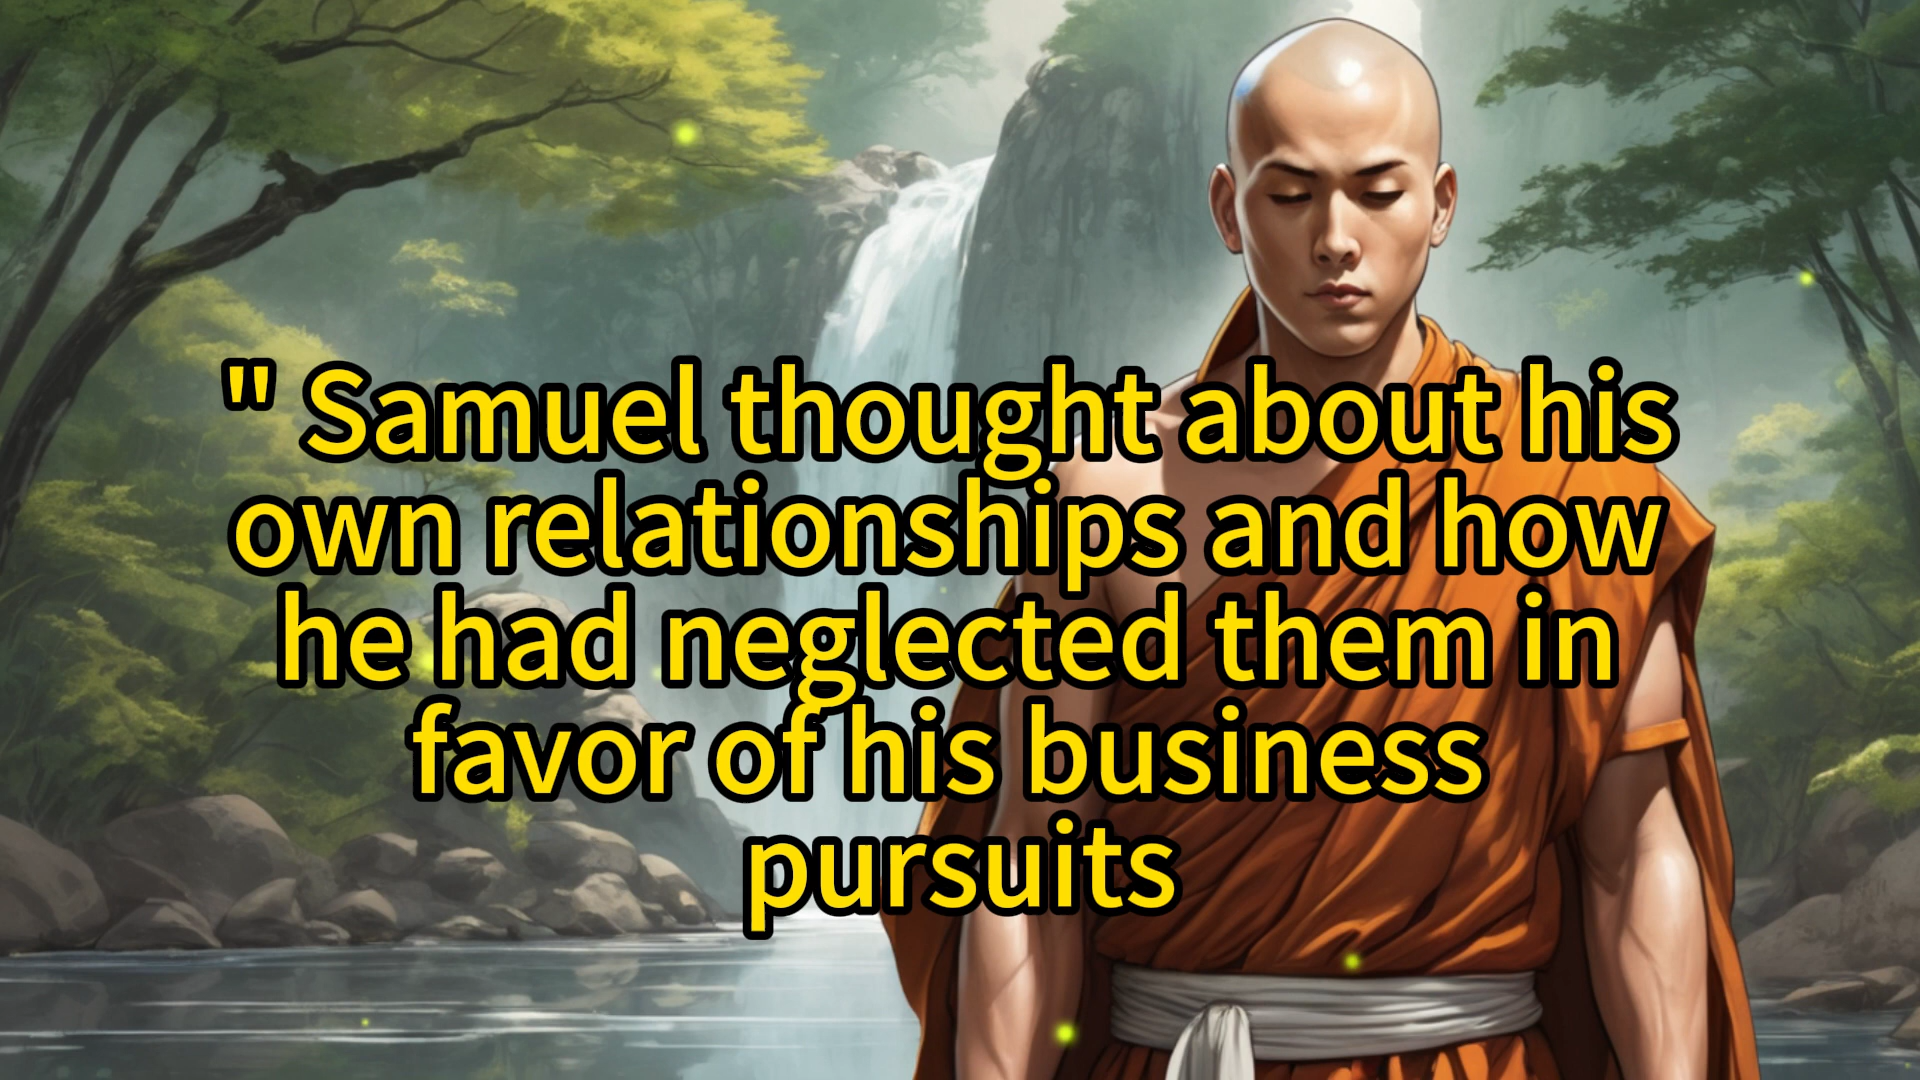 " Samuel thought about his
own relationships and how
he had neglected them in
favor of his business
pursuits